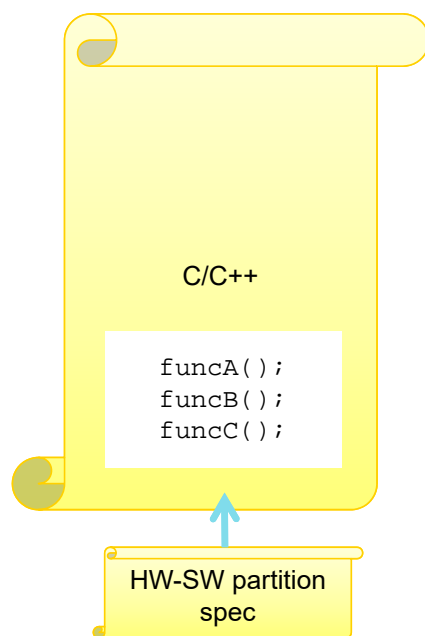 C/C++
funcA();
funcB();
funcC();
HW-SW partition
spec